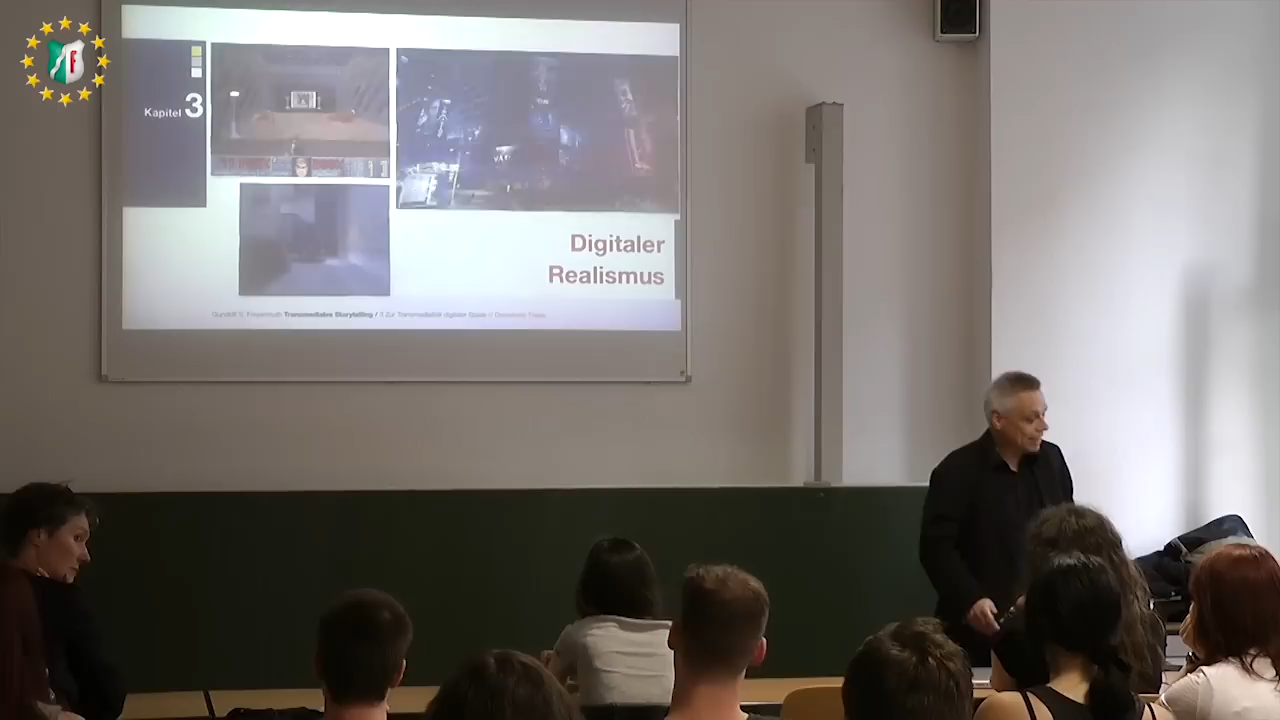 Kapitel 3
Digitaler
Realismus
Transmediales Storytelling /
F